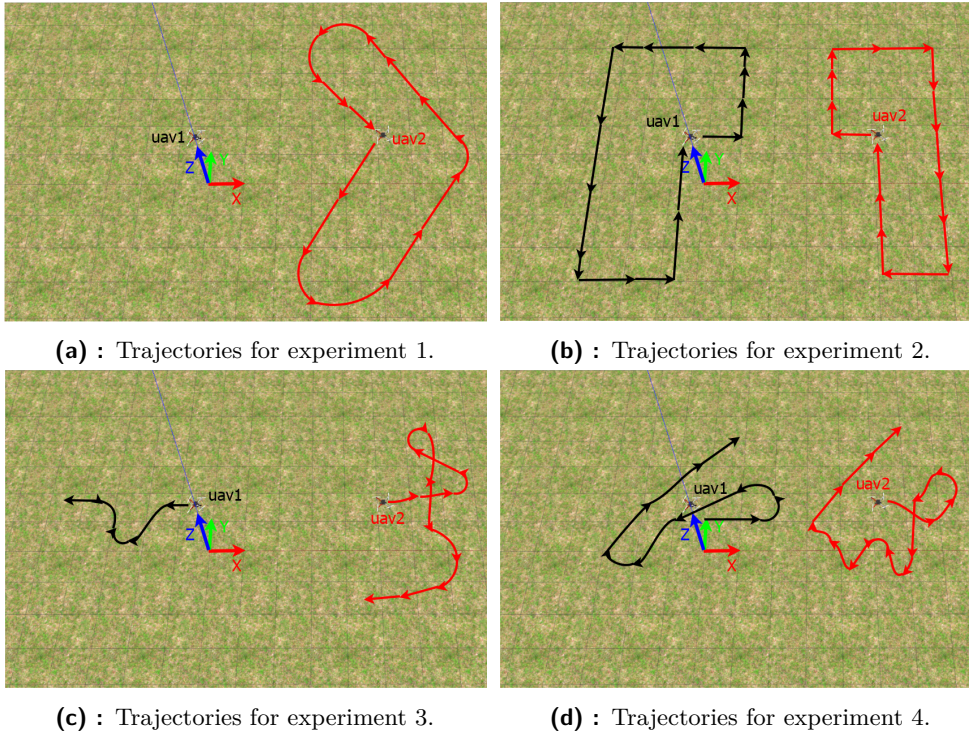 uav1
uav2
Z
Y
X
(a) : Trajectories for experiment 1.
uav1
uav2
Z
Y
X
(b) : Trajectories for experiment 2.
uav1
uav2
Z
Y
X
(c) : Trajectories for experiment 3.
uav1
uav2
Z
Y
X
(d) : Trajectories for experiment 4.